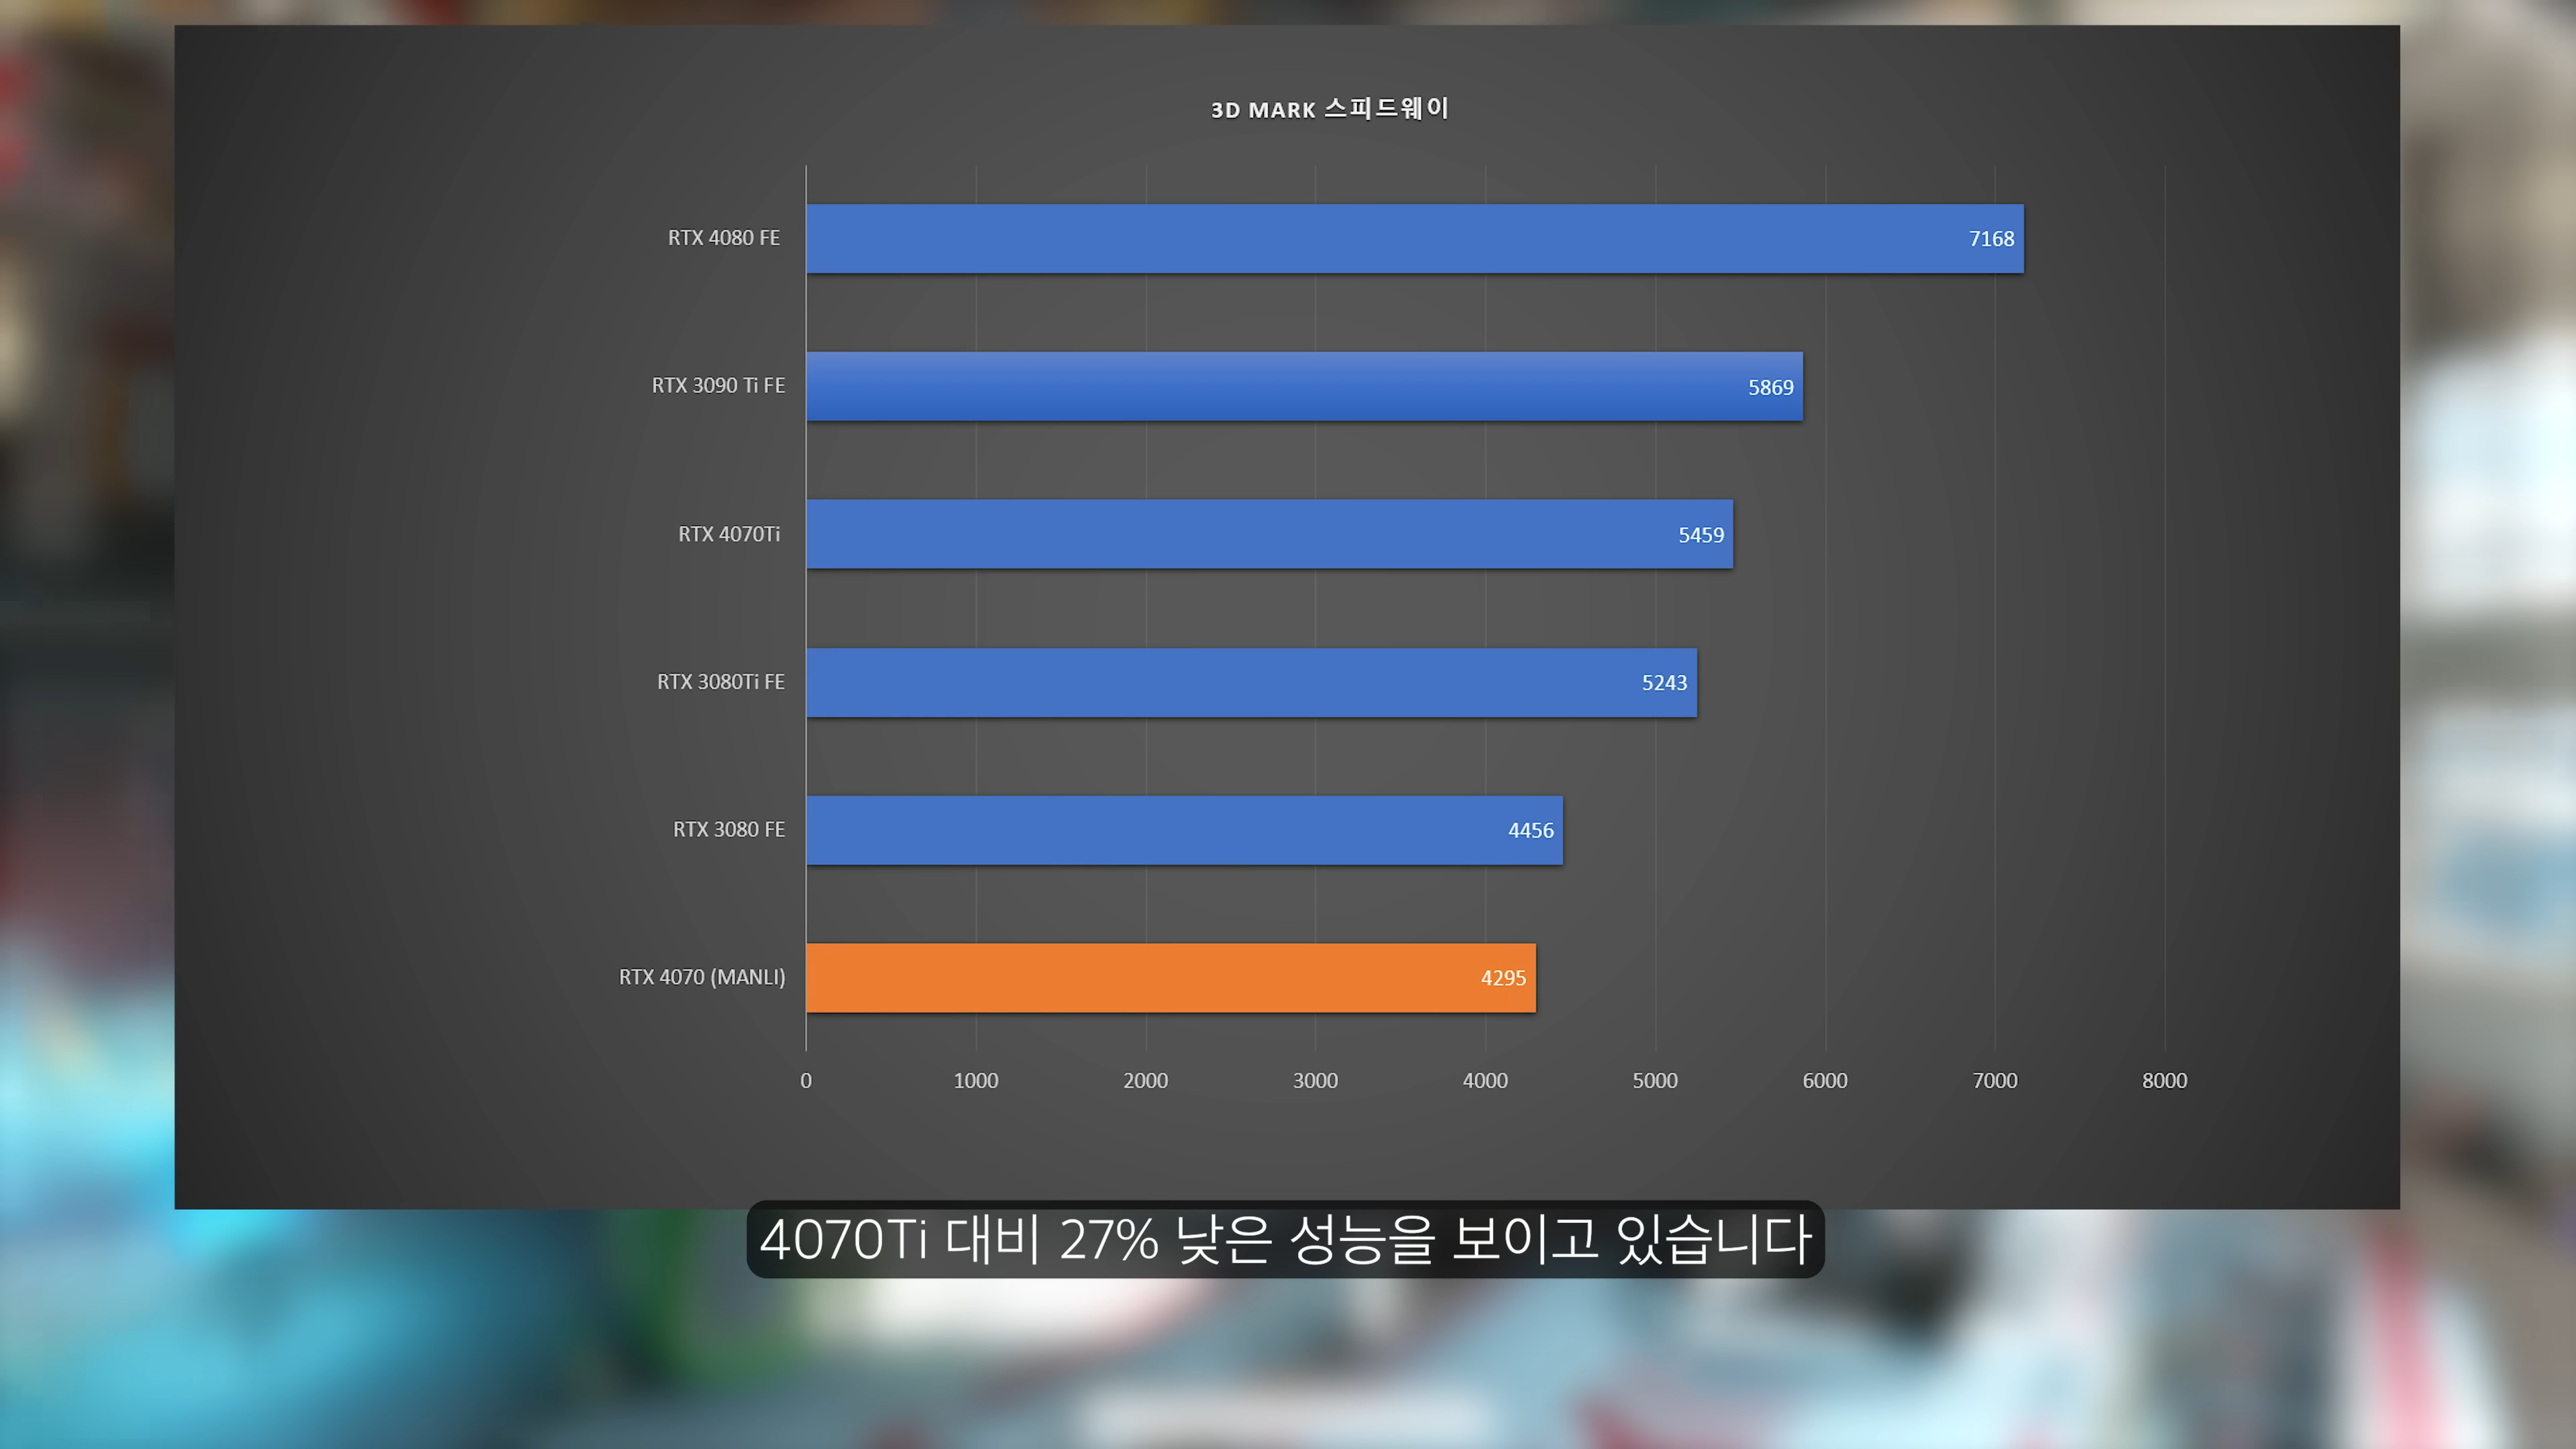 3D MARK 스피드웨이
RTX 4080 FE 7168
RTX 3090 Ti FE 5869
RTX 4070Ti 5459
RTX 3080Ti FE 5243
RTX 3080 FE 4456
RTX 4070 (MANLI) 4295
0 1000 2000 3000 4000 5000 6000 7000 8000
4070Ti 대비 27% 낮은 성능을 보이고 있습니다